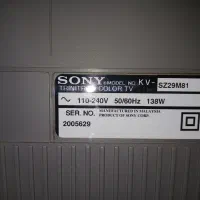 SONY MODEL NO. KV-SZ29M81
TRINITRON COLOR TV
~ 110-240V 50/60Hz 138W
SER. NO. MANUFACTURED IN MALAYSIA
PRODUCT OF SONY CORP.
2005629